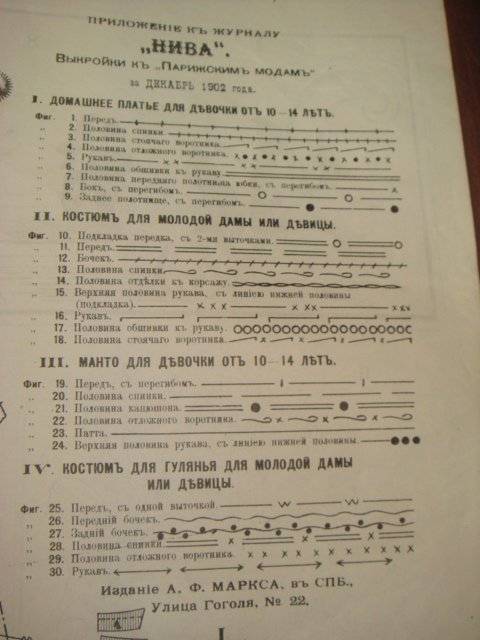 ПРИЛОЖЕНІЕ КЪ ЖУРНАЛУ
„НИВА“.
ВЫКРОЙКИ КЪ „ПАРИЖСКИМЪ МОДАМЪ“
за ДЕКАБРЬ 1902 года.
I. ДОМАШНЕЕ ПЛАТЬЕ ДЛЯ ДѢВОЧКИ ОТЪ 10—14 ЛѢТЪ.
Фиг. 1. Передъ.
„ 2. Половина спинки.
„ 3. Половина стоячаго воротника.
„ 4. Половина отложного воротника.
„ 5. Рукавъ.
„ 6. Половина обшивки къ рукаву.
„ 7. Половина передняго полотнища юбки, съ перегибомъ.
„ 8. Бокъ, съ перегибомъ.
„ 9. Заднее полотнище, съ перегибомъ.
II. КОСТЮМЪ ДЛЯ МОЛОДОЙ ДАМЫ ИЛИ ДѢВИЦЫ.
Фиг. 10. Подкладка передка, съ 2-мя выточками.
„ 11. Передъ.
„ 12. Бочекъ.
„ 13. Половина спинки.
„ 14. Половина отдѣлки къ корсажу
„ 15. Верхняя половина рукава, съ линіею нижней половины
(подкладка).
„ 16. Рукавъ.
„ 17. Половина обшивки къ рукаву.
„ 18. Половина стоячаго воротника.
III. МАНТО ДЛЯ ДѢВОЧКИ ОТЪ 10—14 ЛѢТЪ.
Фиг. 19. Передъ, съ перегибомъ.
„ 20. Половина спинки.
„ 21. Половина капюшона.
„ 22. Половина отложного воротника.
„ 23. Патта.
„ 24. Верхняя половина рукава, съ линіею нижней половины.
IV. КОСТЮМЪ ДЛЯ ГУЛЯНЬЯ ДЛЯ МОЛОДОЙ ДАМЫ
ИЛИ ДѢВИЦЫ.
Фиг. 25. Передъ, съ одной выточкой.
„ 26. Передній бочекъ.
„ 27. Задній бочекъ.
„ 28. Половина спинки.
„ 29. Половина отложного воротника.
„ 30. Рукавъ.
Изданіе А. Ф. МАРКСА, въ СПБ.,
Улица Гоголя, № 22.
I